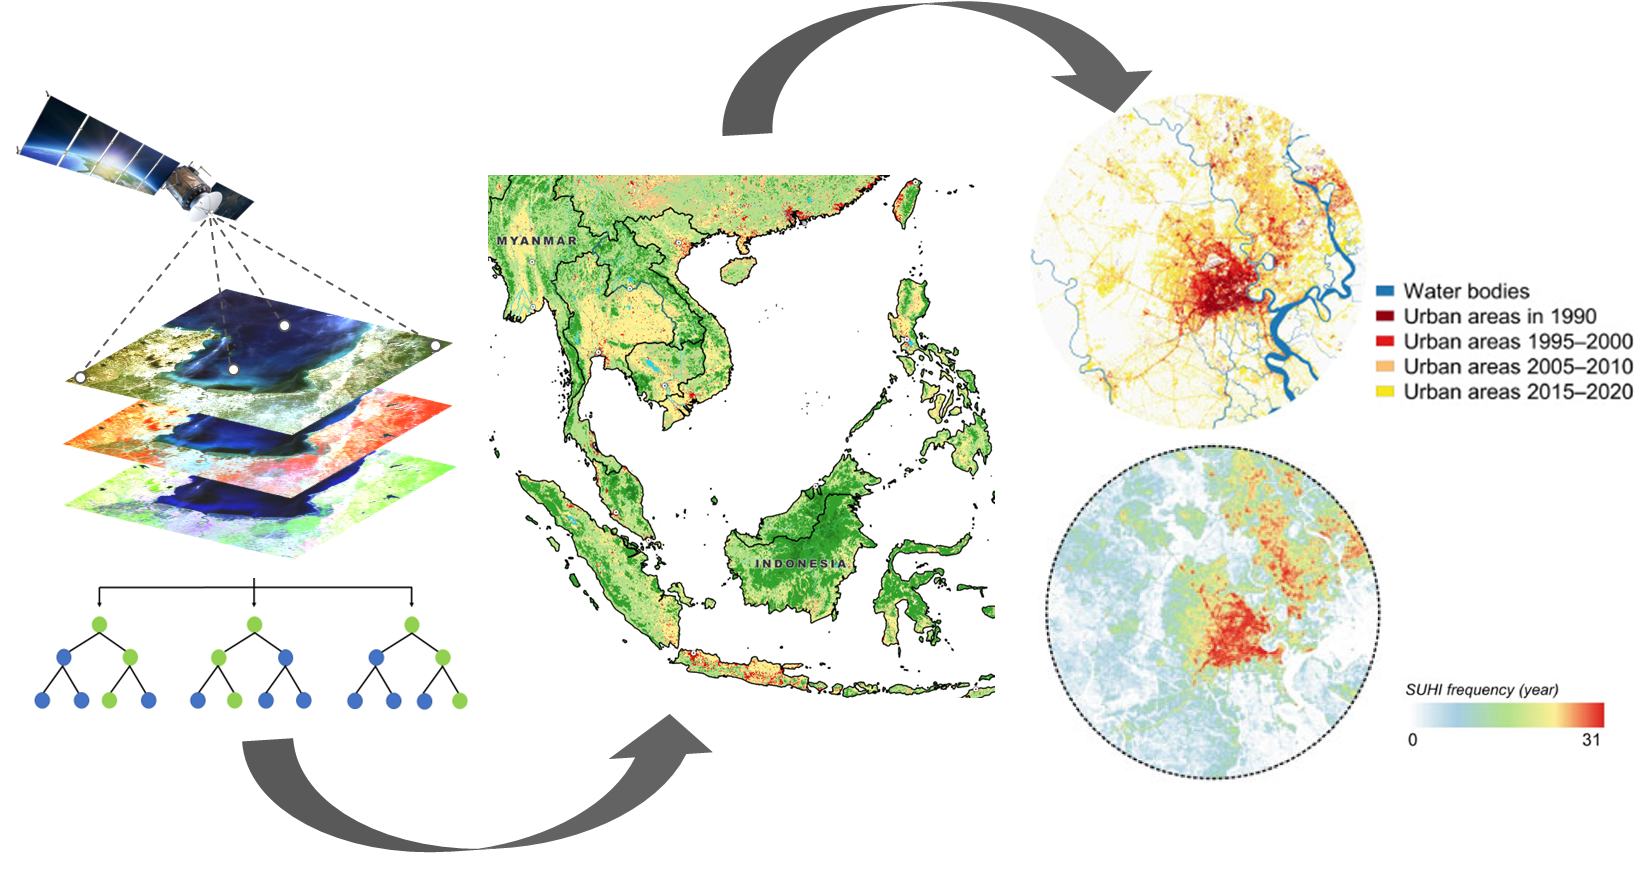 MYANMAR
INDONESIA
Water bodies
Urban areas in 1990
Urban areas 1995–2000
Urban areas 2005–2010
Urban areas 2015–2020
SUHI frequency (year)
0 31